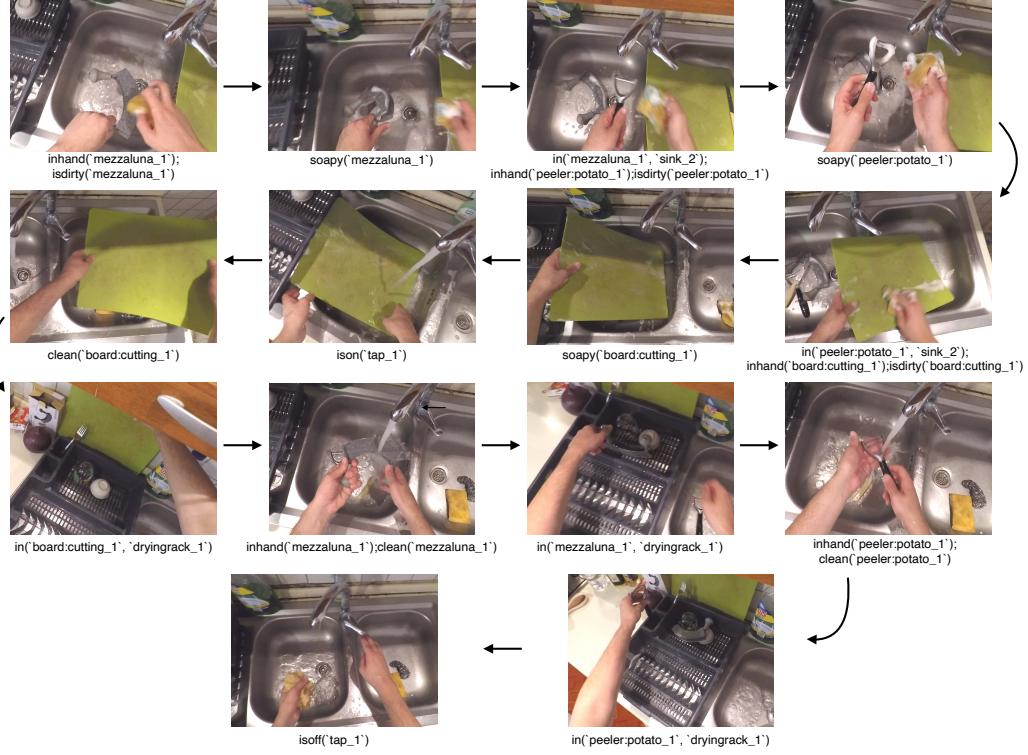 inhand(`mezzaluna_1`);
isdirty(`mezzaluna_1`)
soapy(`mezzaluna_1`)
in(`mezzaluna_1`, `sink_2`);
inhand(`peeler:potato_1`);isdirty(`peeler:potato_1`)
soapy(`peeler:potato_1`)
clean(`board:cutting_1`)
ison(`tap_1`)
soapy(`board:cutting_1`)
in(`peeler:potato_1`, `sink_2`);
inhand(`board:cutting_1`);isdirty(`board:cutting_1`)
in(`board:cutting_1`, `dryingrack_1`)
inhand(`mezzaluna_1`);clean(`mezzaluna_1`)
in(`mezzaluna_1`, `dryingrack_1`)
inhand(`peeler:potato_1`);
clean(`peeler:potato_1`)
isoff(`tap_1`)
in(`peeler:potato_1`, `dryingrack_1`)